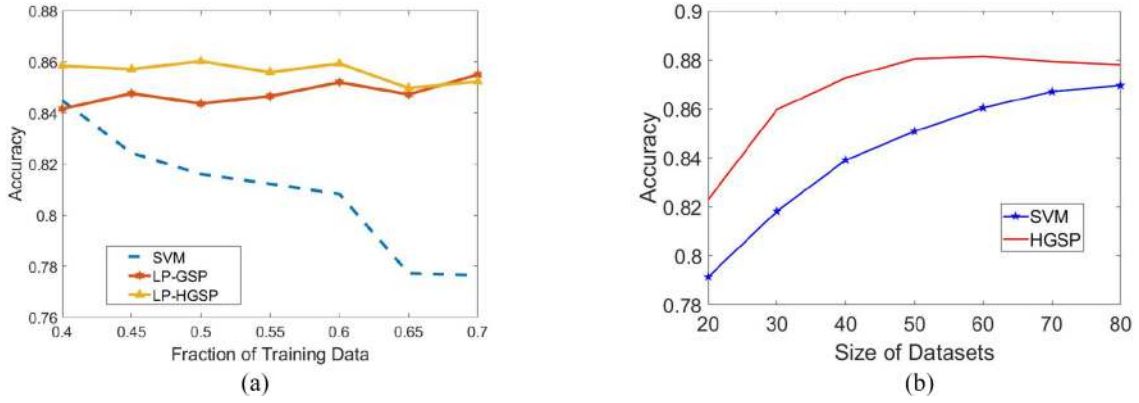 0.88
0.86
0.84
0.82
0.8
0.78
0.76
Accuracy
SVM
LP-GSP
LP-HGSP
0.4 0.45 0.5 0.55 0.6 0.65 0.7
Fraction of Training Data
(a)
0.9
0.88
0.86
0.84
0.82
0.8
0.78
Accuracy
SVM
HGSP
20 30 40 50 60 70 80
Size of Datasets
(b)